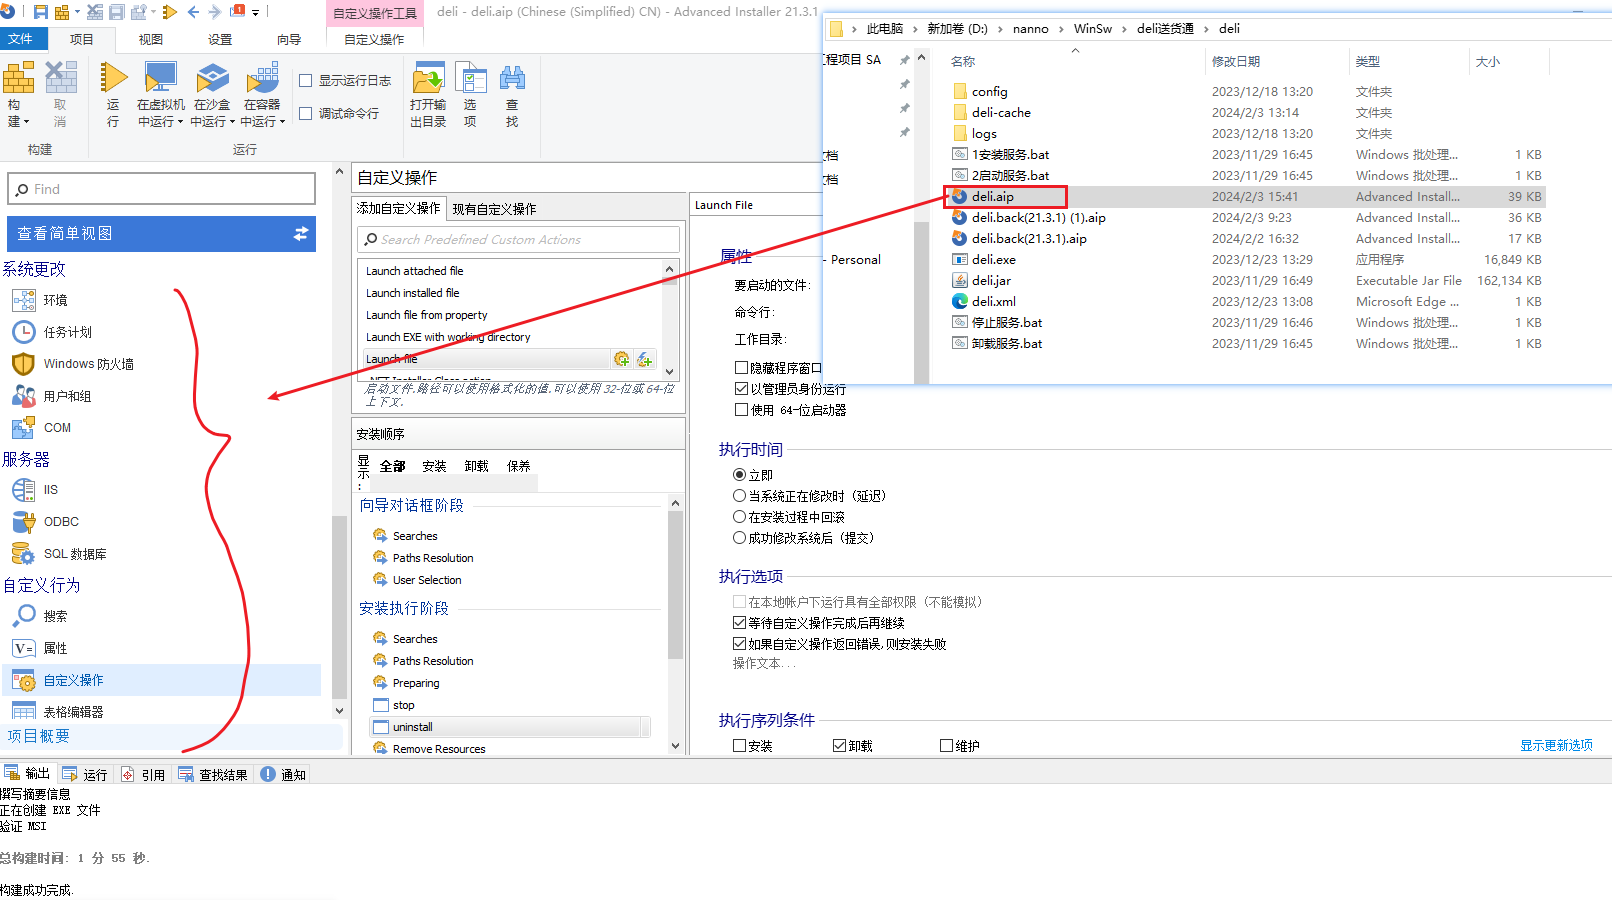 自定义操作工具
deli - deli.aip (Chinese (Simplified) CN) - Advanced Installer 21.3.1
文件
项目
视图
设置
向导
自定义操作
构建
取消
运行
在虚拟机中运行
在沙盒中运行
在容器中运行
显示运行日志
调试命令行
打开输出目录
选项
查找
构建
运行
Find
查看简单视图
系统更改
环境
任务计划
Windows 防火墙
用户和组
COM
服务器
IIS
ODBC
SQL 数据库
自定义行为
搜索
属性
自定义操作
表格编辑器
项目概要
自定义操作
添加自定义操作
现有自定义操作
Search Predefined Custom Actions
Launch attached file
Launch installed file
Launch file from property
Launch EXE with working directory
Launch file
.NET Installer Class action
启动文件.路径可以使用格式化的值.可以使用 32-位或 64-位
上下文.
安装顺序
显示:
全部
安装
卸载
保养
向导对话框阶段
Searches
Paths Resolution
User Selection
安装执行阶段
Searches
Paths Resolution
Preparing
stop
uninstall
Remove Resources
Launch File
属性
要启动的文件:
命令行:
工作目录:
隐藏程序窗口
以管理员身份运行
使用 64-位启动器
执行时间
立即
当系统正在修改时（延迟）
在安装过程中回滚
成功修改系统后（提交）
执行选项
在本地帐户下运行具有全部权限（不能模拟）
等待自定义操作完成后再继续
如果自定义操作返回错误,则安装失败
操作文本...
执行序列条件
安装
卸载
维护
显示更新选项
此电脑 › 新加卷 (D:) › nanno › WinSw › deli送货通 › deli
工程项目 SA
文档
文档
- Personal
名称 修改日期 类型 大小
config 2023/12/18 13:20 文件夹
deli-cache 2024/2/3 13:14 文件夹
logs 2023/12/18 13:20 文件夹
1安装服务.bat 2023/11/29 16:45 Windows 批处理... 1 KB
2启动服务.bat 2023/11/29 16:45 Windows 批处理... 1 KB
deli.aip 2024/2/3 15:41 Advanced Install... 39 KB
deli.back(21.3.1) (1).aip 2024/2/3 9:23 Advanced Install... 36 KB
deli.back(21.3.1).aip 2024/2/2 16:32 Advanced Install... 17 KB
deli.exe 2023/12/23 13:29 应用程序 16,849 KB
deli.jar 2023/11/29 16:49 Executable Jar File 162,134 KB
deli.xml 2023/12/23 13:08 Microsoft Edge ... 1 KB
停止服务.bat 2023/11/29 16:46 Windows 批处理... 1 KB
卸载服务.bat 2023/11/29 16:45 Windows 批处理... 1 KB
输出
运行
引用
查找结果
通知
撰写摘要信息
正在创建 EXE 文件
验证 MSI
总构建时间: 1 分 55 秒.
构建成功完成.